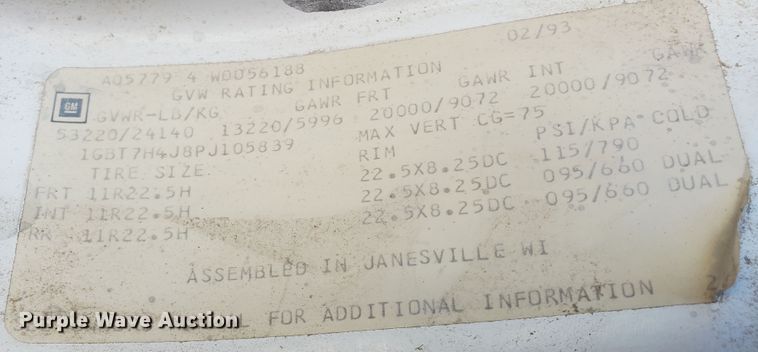 02/93
A05779 4 W0056188
GVW RATING INFORMATION
GM GVWR-LB/KG GAWR FRT GAWR INT GAWR
53220/24140 13220/5996 20000/9072 20000/9072
1GBT7H4J8PJ105839 MAX VERT CG=75
TIRE SIZE RIM PSI/KPA COLD
FRT 11R22.5H 22.5X8.25DC 115/790
INT 11R22.5H 22.5X8.25DC 095/660 DUAL
RR 11R22.5H 22.5X8.25DC 095/660 DUAL
ASSEMBLED IN JANESVILLE WI
FOR ADDITIONAL INFORMATION
Purple Wave Auction